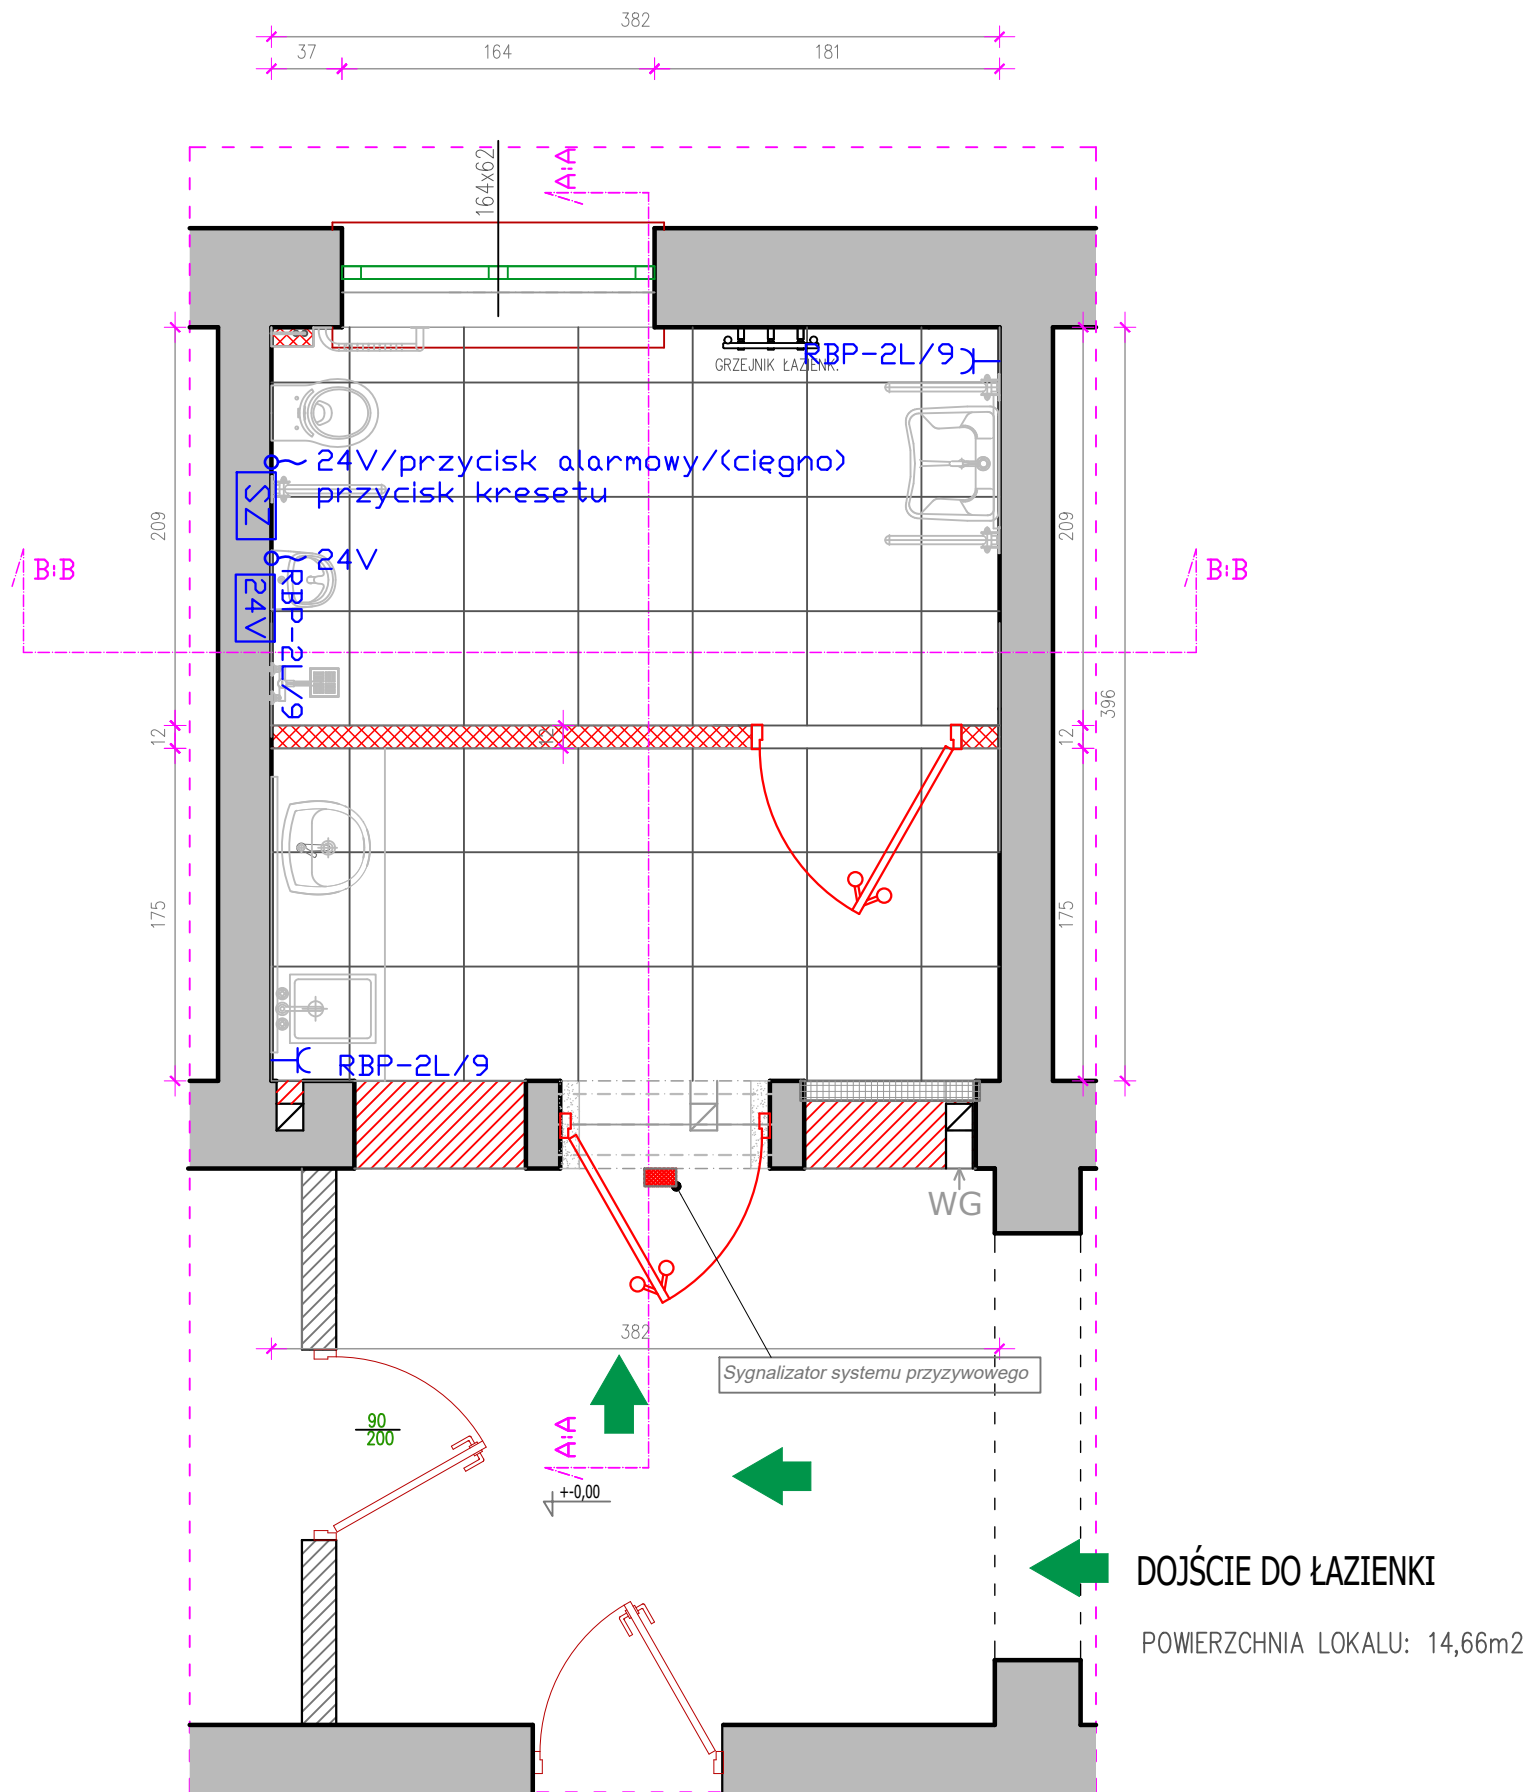 382
37
164
181
164x62
A:A
RBP-2L/9
GRZEJNIK ŁAZIENK.
24V/przycisk alarmowy/(cięgno)
przycisk kresetu
SZ
209
209
B:B
B:B
24V
24V
RBP-2L/9
396
12
12
12
175
175
RBP-2L/9
WG
382
Sygnalizator systemu przyzywowego
90
200
A:A
+-0,00
DOJŚCIE DO ŁAZIENKI
POWIERZCHNIA LOKALU: 14,66m2